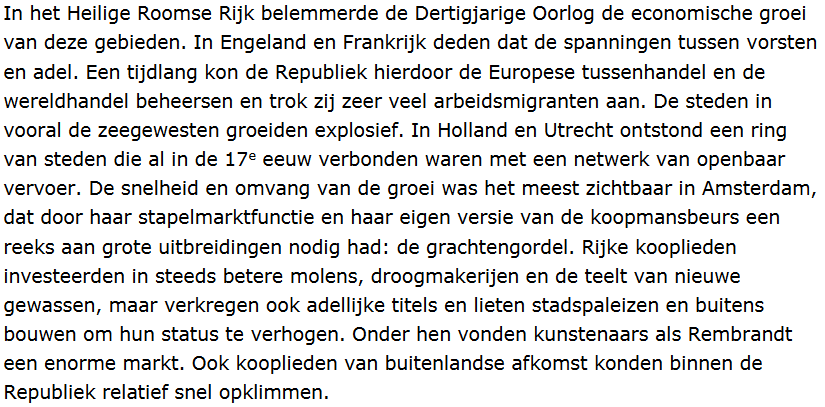 In het Heilige Roomse Rijk belemmerde de Dertigjarige Oorlog de economische groei
van deze gebieden. In Engeland en Frankrijk deden dat de spanningen tussen vorsten
en adel. Een tijdlang kon de Republiek hierdoor de Europese tussenhandel en de
wereldhandel beheersen en trok zij zeer veel arbeidsmigranten aan. De steden in
vooral de zeegewesten groeiden explosief. In Holland en Utrecht ontstond een ring
van steden die al in de 17ᵉ eeuw verbonden waren met een netwerk van openbaar
vervoer. De snelheid en omvang van de groei was het meest zichtbaar in Amsterdam,
dat door haar stapelmarktfunctie en haar eigen versie van de koopmansbeurs een
reeks aan grote uitbreidingen nodig had: de grachtengordel. Rijke kooplieden
investeerden in steeds betere molens, droogmakerijen en de teelt van nieuwe
gewassen, maar verkregen ook adellijke titels en lieten stadspaleizen en buitens
bouwen om hun status te verhogen. Onder hen vonden kunstenaars als Rembrandt
een enorme markt. Ook kooplieden van buitenlandse afkomst konden binnen de
Republiek relatief snel opklimmen.